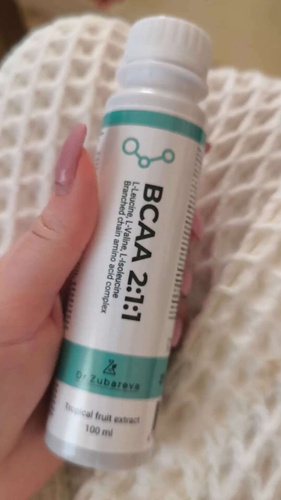 BCAA 2:1:1
L-Leucine, L-Valine, L-Isoleucine
Branched chain amino acid complex
Dr.Zubareva
Tropical fruit extract
100 ml